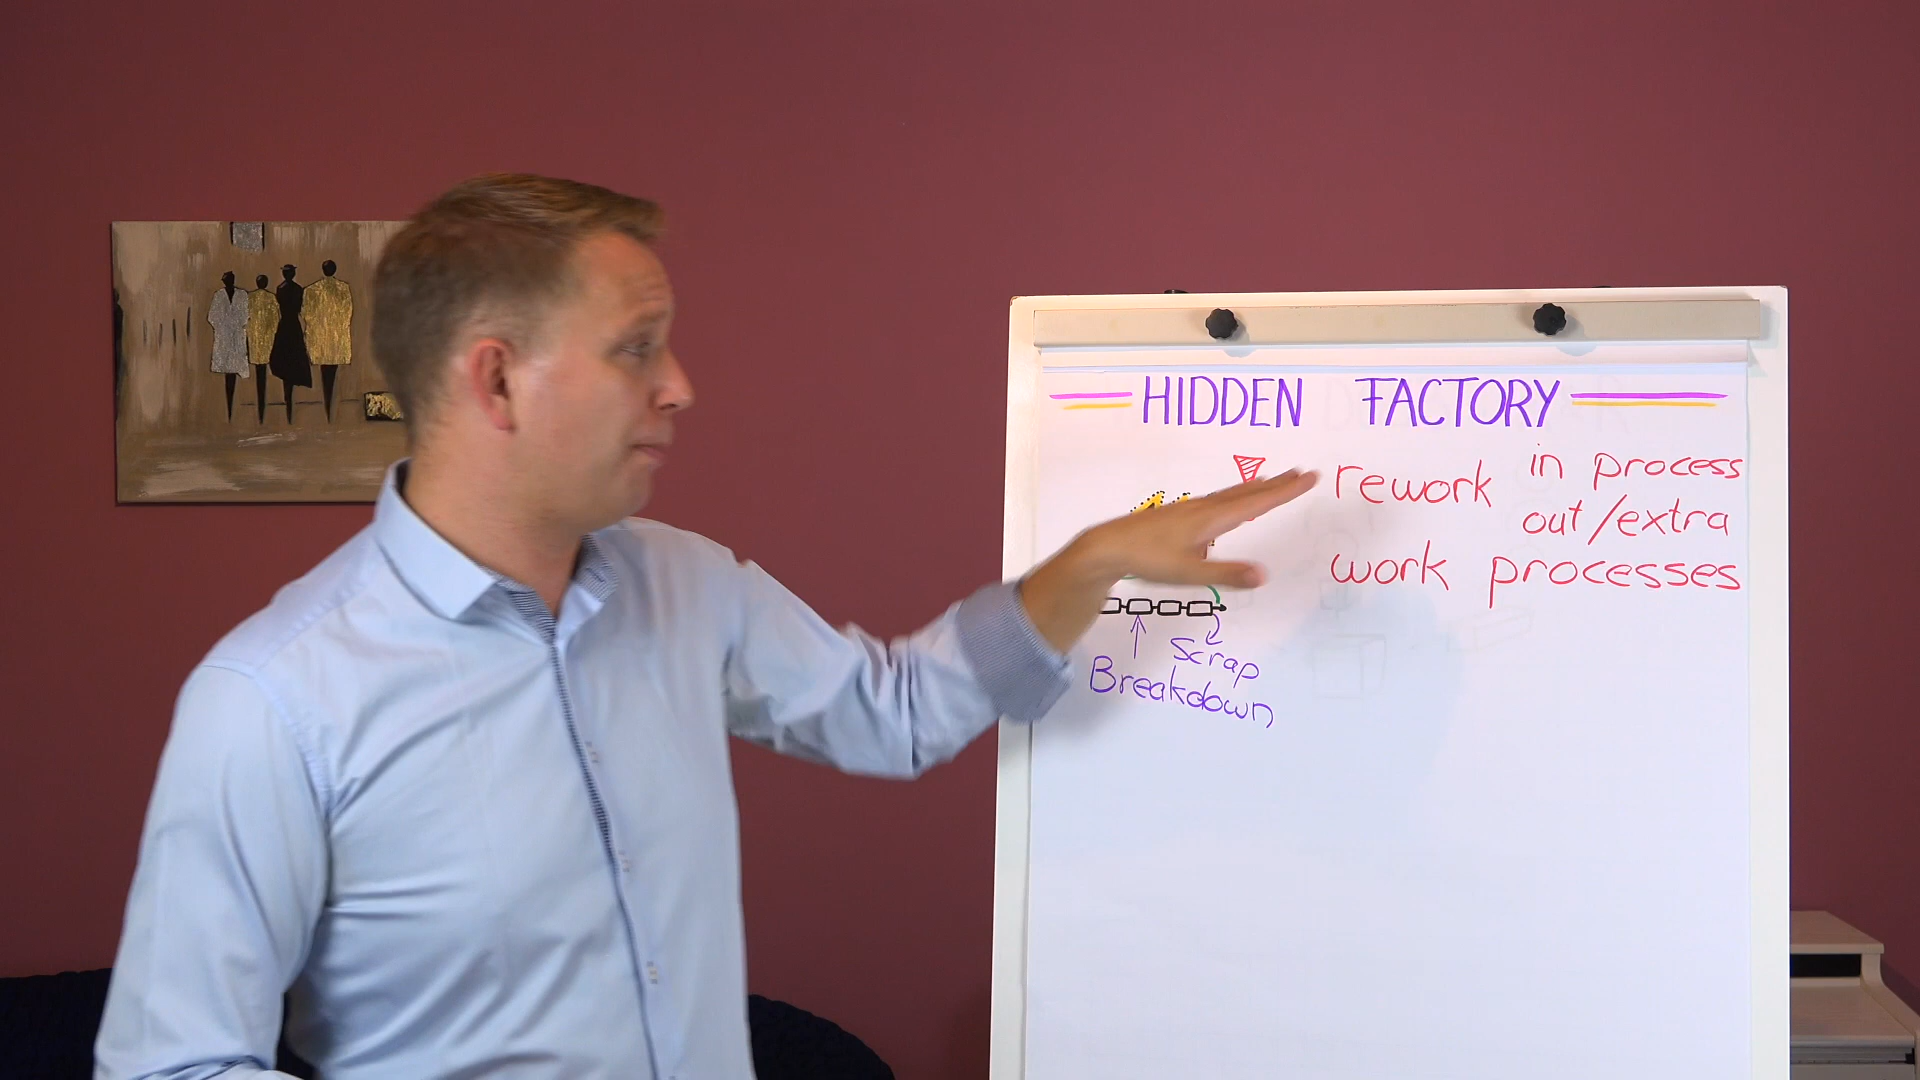 HIDDEN FACTORY
rework in process
out/extra
work processes
Scrap
Breakdown